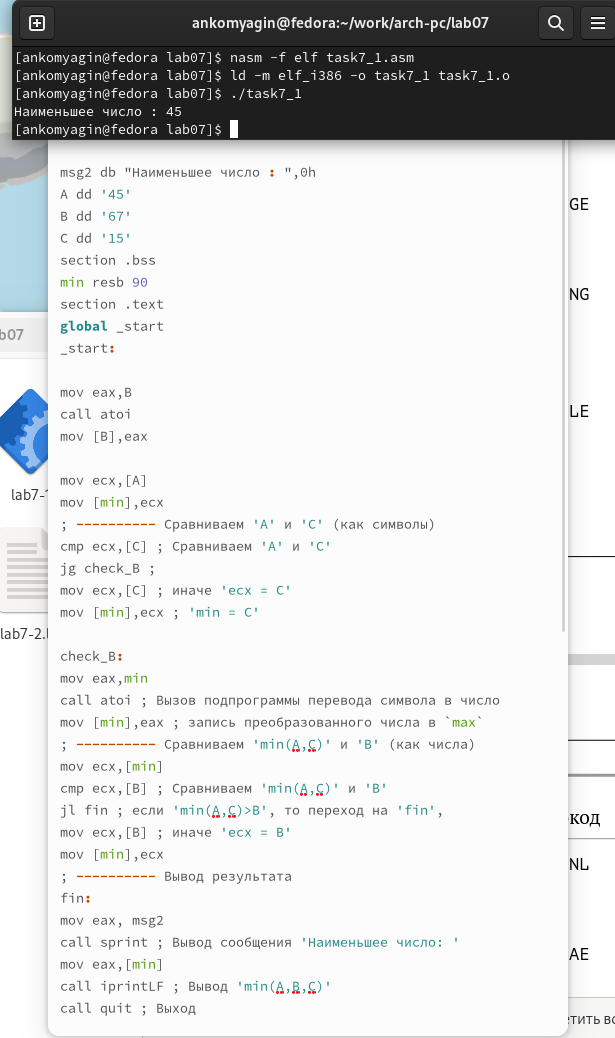 ankomyagin@fedora:~/work/arch-pc/lab07
[ankomyagin@fedora lab07]$ nasm -f elf task7_1.asm
[ankomyagin@fedora lab07]$ ld -m elf_i386 -o task7_1 task7_1.o
[ankomyagin@fedora lab07]$ ./task7_1
Наименьшее число : 45
[ankomyagin@fedora lab07]$
msg2 db "Наименьшее число : ",0h
A dd '45'
B dd '67'
C dd '15'
section .bss
min resb 90
section .text
global _start
_start:
mov eax,B
call atoi
mov [B],eax
mov ecx,[A]
mov [min],ecx
; ---------- Сравниваем 'A' и 'C' (как символы)
cmp ecx,[C] ; Сравниваем 'A' и 'C'
jg check_B ;
mov ecx,[C] ; иначе 'ecx = C'
mov [min],ecx ; 'min = C'
check_B:
mov eax,min
call atoi ; Вызов подпрограммы перевода символа в число
mov [min],eax ; запись преобразованного числа в `max`
; ---------- Сравниваем 'min(A,C)' и 'B' (как числа)
mov ecx,[min]
cmp ecx,[B] ; Сравниваем 'min(A,C)' и 'B'
jl fin ; если 'min(A,C)>B', то переход на 'fin',
mov ecx,[B] ; иначе 'ecx = B'
mov [min],ecx
; ---------- Вывод результата
fin:
mov eax, msg2
call sprint ; Вывод сообщения 'Наименьшее число: '
mov eax,[min]
call iprintLF ; Вывод 'min(A,B,C)'
call quit ; Выход
b07
lab7-1
lab7-2.l
GE
NG
LE
код
NL
AE
етить вс